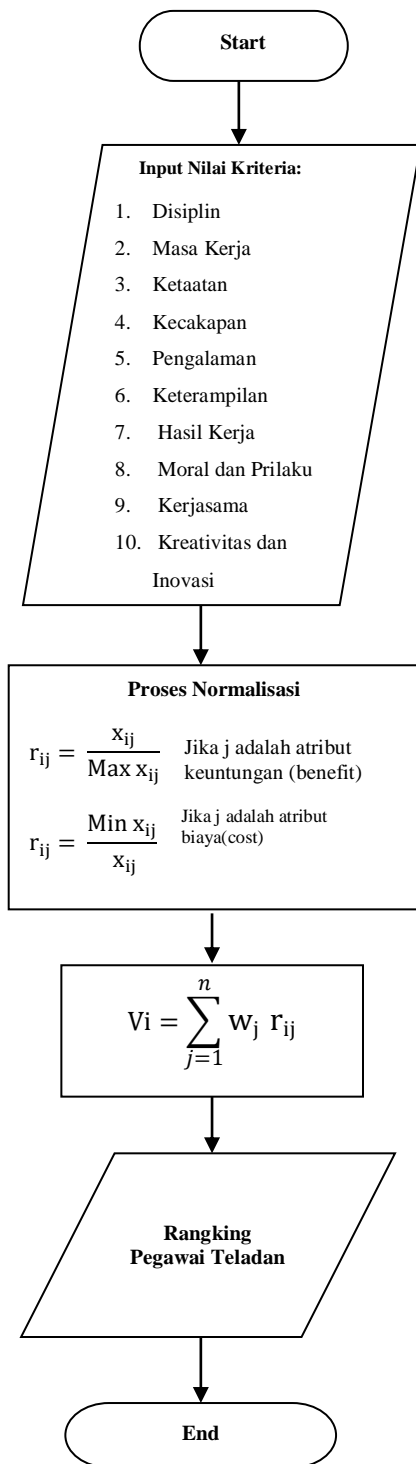 Start
Input Nilai Kriteria:
1. Disiplin
2. Masa Kerja
3. Ketaatan
4. Kecakapan
5. Pengalaman
6. Keterampilan
7. Hasil Kerja
8. Moral dan Prilaku
9. Kerjasama
10. Kreativitas dan
Inovasi
Proses Normalisasi
r_ij = x_ij / Max x_ij Jika j adalah atribut
keuntungan (benefit)
r_ij = Min x_ij / x_ij Jika j adalah atribut
biaya(cost)
Vi = ∑_{j=1}^{n} w_j r_ij
Rangking
Pegawai Teladan
End